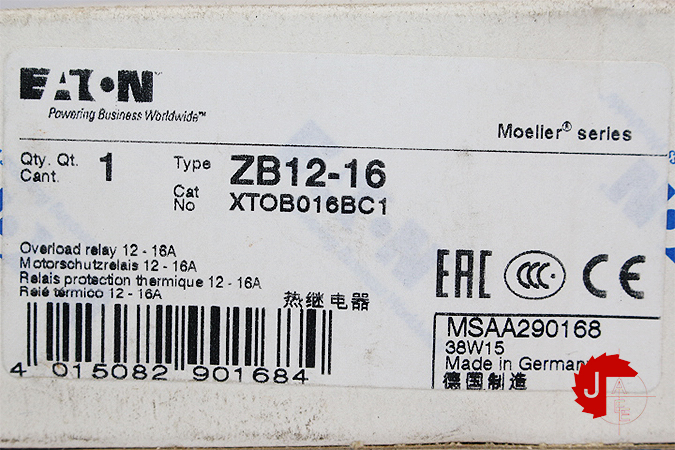 EATON
Powering Business Worldwide™
Moeller® series
Qty. Qt. 1 Type ZB12-16
Cant.
Cat
No XTOB016BC1
Overload relay 12 - 16A
Motorschutzrelais 12 - 16A
Relais protection thermique 12 - 16A
Relé térmico 12 - 16A
热继电器
EAC CCC CE
MSAA290168
38W15
Made in Germany
德国制造
4 015082 901684
J